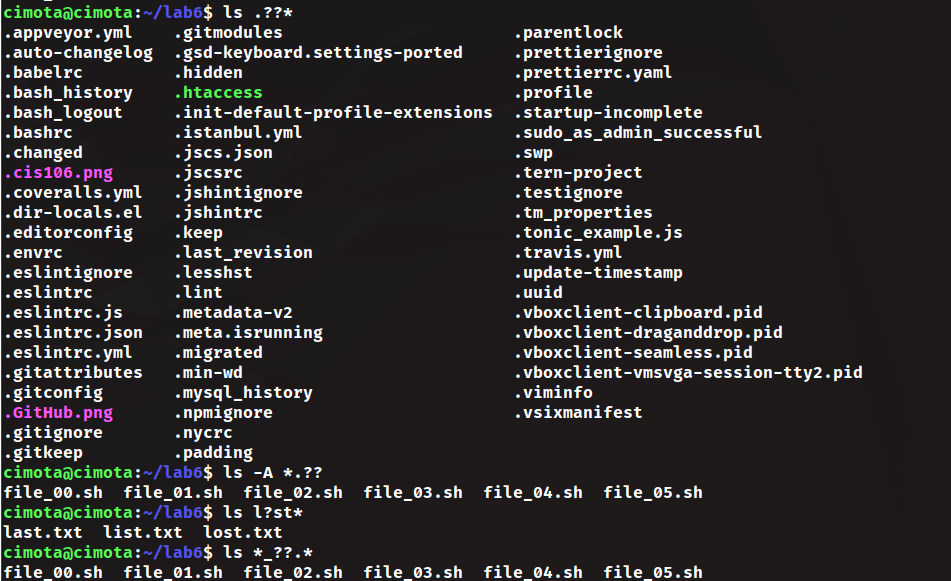 cimota@cimota:~/lab6$ ls .??*
.appveyor.yml    .gitmodules                       .parentlock
.auto-changelog  .gsd-keyboard.settings-ported     .prettierignore
.babelrc         .hidden                           .prettierrc.yaml
.bash_history    .htaccess                         .profile
.bash_logout     .init-default-profile-extensions  .startup-incomplete
.bashrc          .istanbul.yml                     .sudo_as_admin_successful
.changed         .jscs.json                        .swp
.cis106.png      .jscsrc                           .tern-project
.coveralls.yml   .jshintignore                     .testignore
.dir-locals.el   .jshintrc                         .tm_properties
.editorconfig    .keep                             .tonic_example.js
.envrc           .last_revision                    .travis.yml
.eslintignore    .lesshst                          .update-timestamp
.eslintrc        .lint                             .uuid
.eslintrc.js     .metadata-v2                      .vboxclient-clipboard.pid
.eslintrc.json   .meta.isrunning                   .vboxclient-draganddrop.pid
.eslintrc.yml    .migrated                         .vboxclient-seamless.pid
.gitattributes   .min-wd                           .vboxclient-vmsvga-session-tty2.pid
.gitconfig       .mysql_history                    .viminfo
.GitHub.png      .npmignore                        .vsixmanifest
.gitignore       .nycrc
.gitkeep         .padding
cimota@cimota:~/lab6$ ls -A *.??
file_00.sh  file_01.sh  file_02.sh  file_03.sh  file_04.sh  file_05.sh
cimota@cimota:~/lab6$ ls l?st*
last.txt  list.txt  lost.txt
cimota@cimota:~/lab6$ ls *_??.*
file_00.sh  file_01.sh  file_02.sh  file_03.sh  file_04.sh  file_05.sh